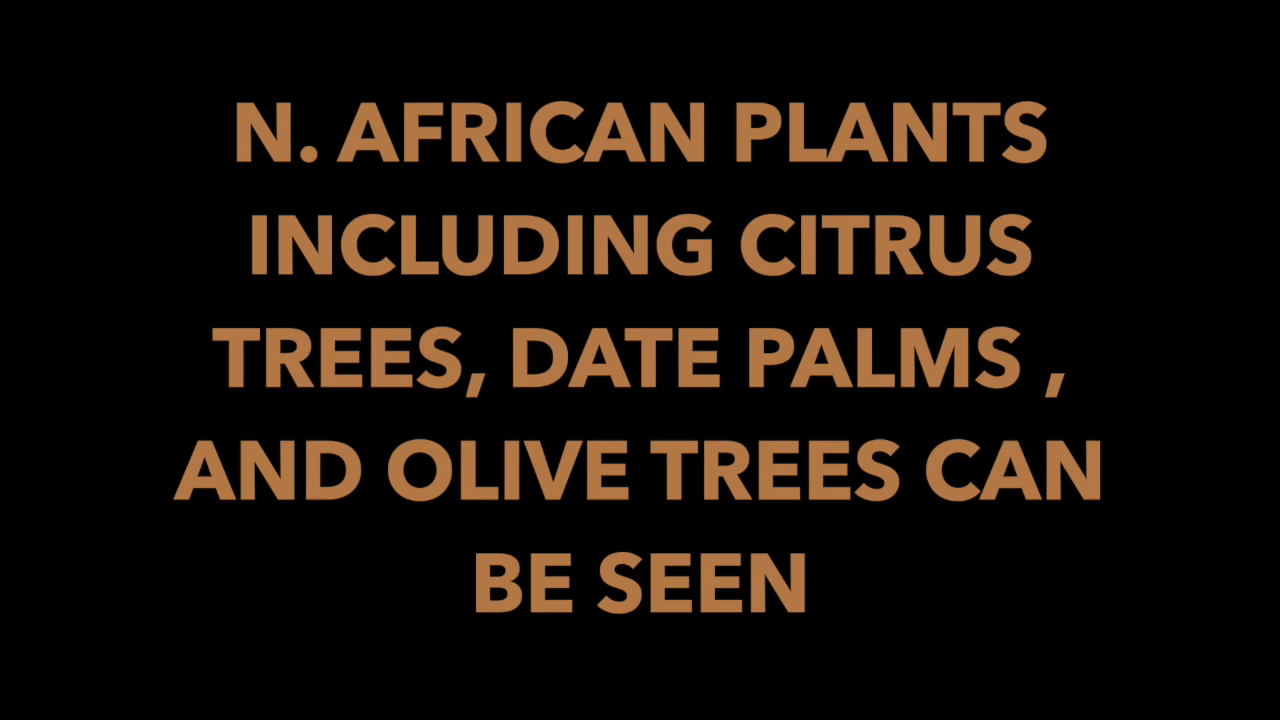 N. AFRICAN PLANTS
INCLUDING CITRUS
TREES, DATE PALMS ,
AND OLIVE TREES CAN
BE SEEN